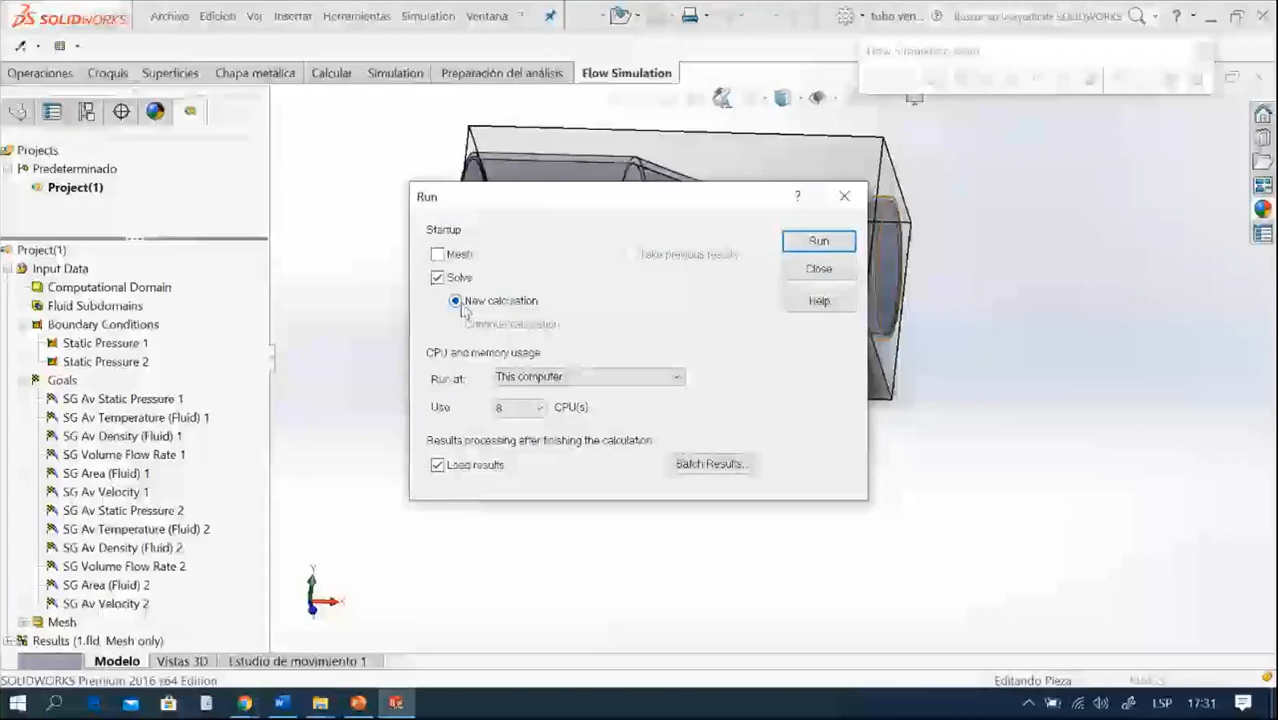 SOLIDWORKS Archivo Edición Ver Insertar Herramientas Simulation Ventana tubo ven... SOLIDWORKS ?
Operaciones Croquis Superficies Chapa metálica Calcular Simulation Preparación del análisis Flow Simulation
Projects
Predeterminado
Project(1)
Project(1)
Input Data
Computational Domain
Fluid Subdomains
Boundary Conditions
Static Pressure 1
Static Pressure 2
Goals
SG Av Static Pressure 1
SG Av Temperature (Fluid) 1
SG Av Density (Fluid) 1
SG Volume Flow Rate 1
SG Area (Fluid) 1
SG Av Velocity 1
SG Av Static Pressure 2
SG Av Temperature (Fluid) 2
SG Av Density (Fluid) 2
SG Volume Flow Rate 2
SG Area (Fluid) 2
SG Av Velocity 2
Mesh
Results (1.fld, Mesh only)
Run ?
Startup
Mesh Take previous results
Solve
New calculation
Continue calculation
Run
Close
Help
CPU and memory usage
Run at: This computer
Use 8 CPU(s)
Results processing after finishing the calculation
Load results Batch Results...
Y
X
Modelo Vistas 3D Estudio de movimiento 1
SOLIDWORKS Premium 2016 x64 Edition Editando Pieza
LSP 17:31